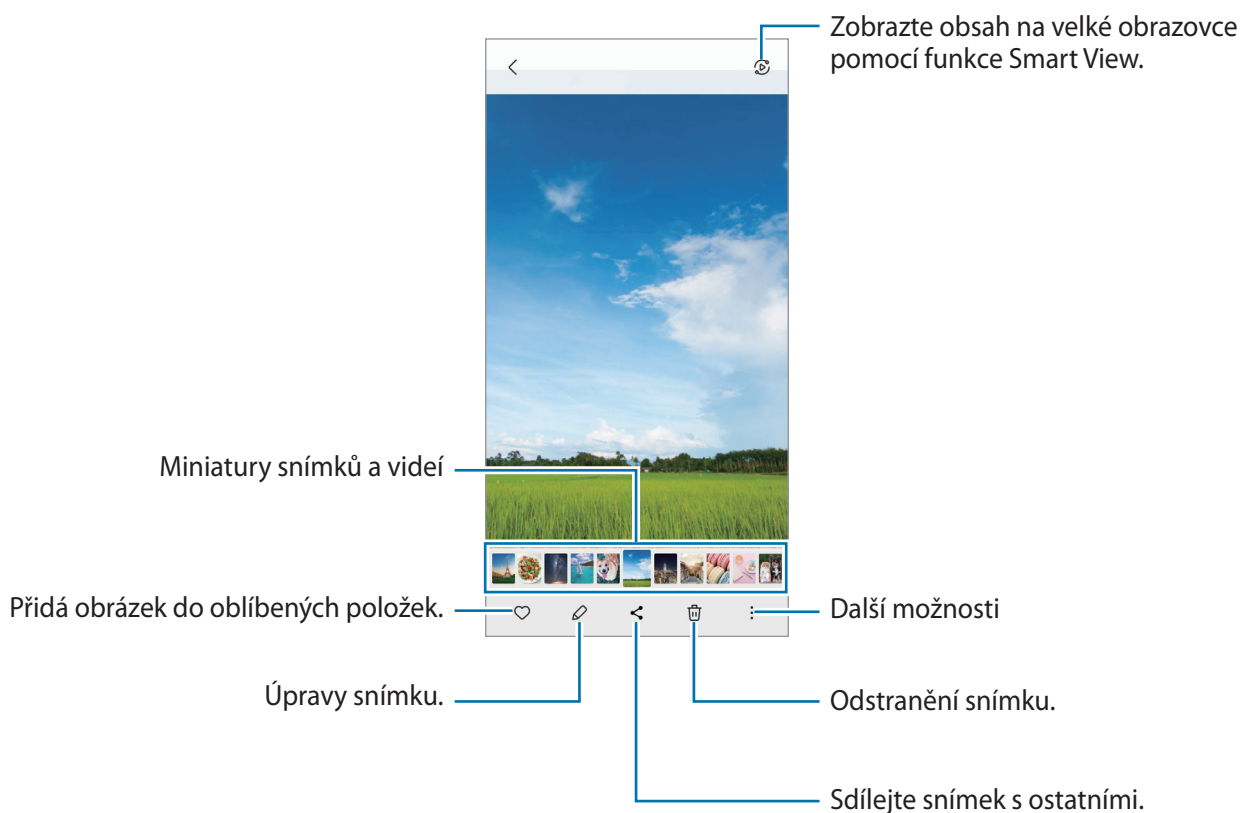 Zobrazte obsah na velké obrazovce
pomocí funkce Smart View.
Miniatury snímků a videí
Přidá obrázek do oblíbených položek.
Další možnosti
Úpravy snímku.
Odstranění snímku.
Sdílejte snímek s ostatními.